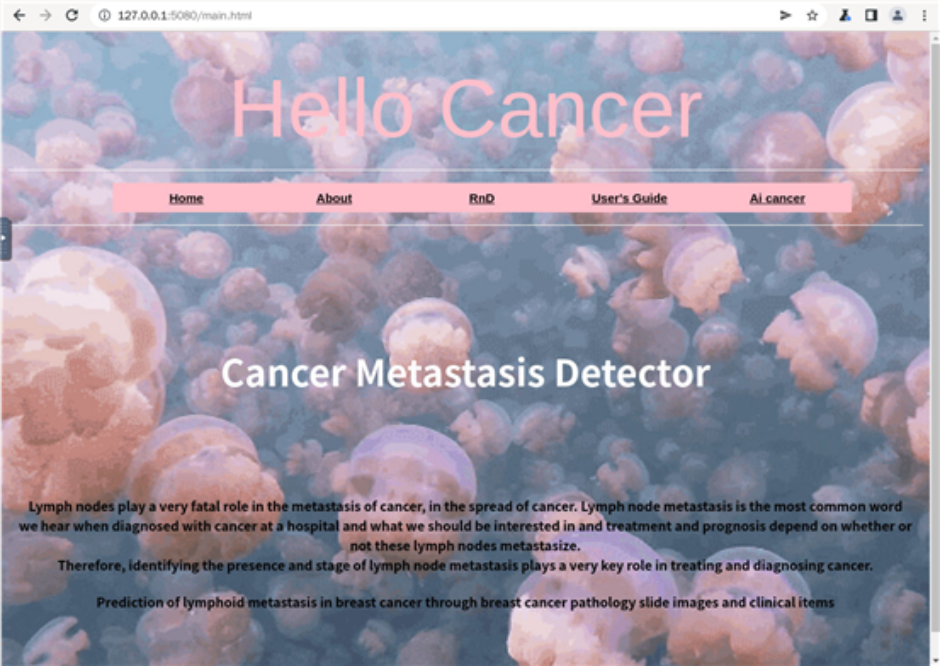 127.0.0.1:5080/main.html
Hello Cancer
Home About RnD User's Guide Ai cancer
Cancer Metastasis Detector
Lymph nodes play a very fatal role in the metastasis of cancer, in the spread of cancer. Lymph node metastasis is the most common word
we hear when diagnosed with cancer at a hospital and what we should be interested in and treatment and prognosis depend on whether or
not these lymph nodes metastasize.
Therefore, identifying the presence and stage of lymph node metastasis plays a very key role in treating and diagnosing cancer.
Prediction of lymphoid metastasis in breast cancer through breast cancer pathology slide images and clinical items